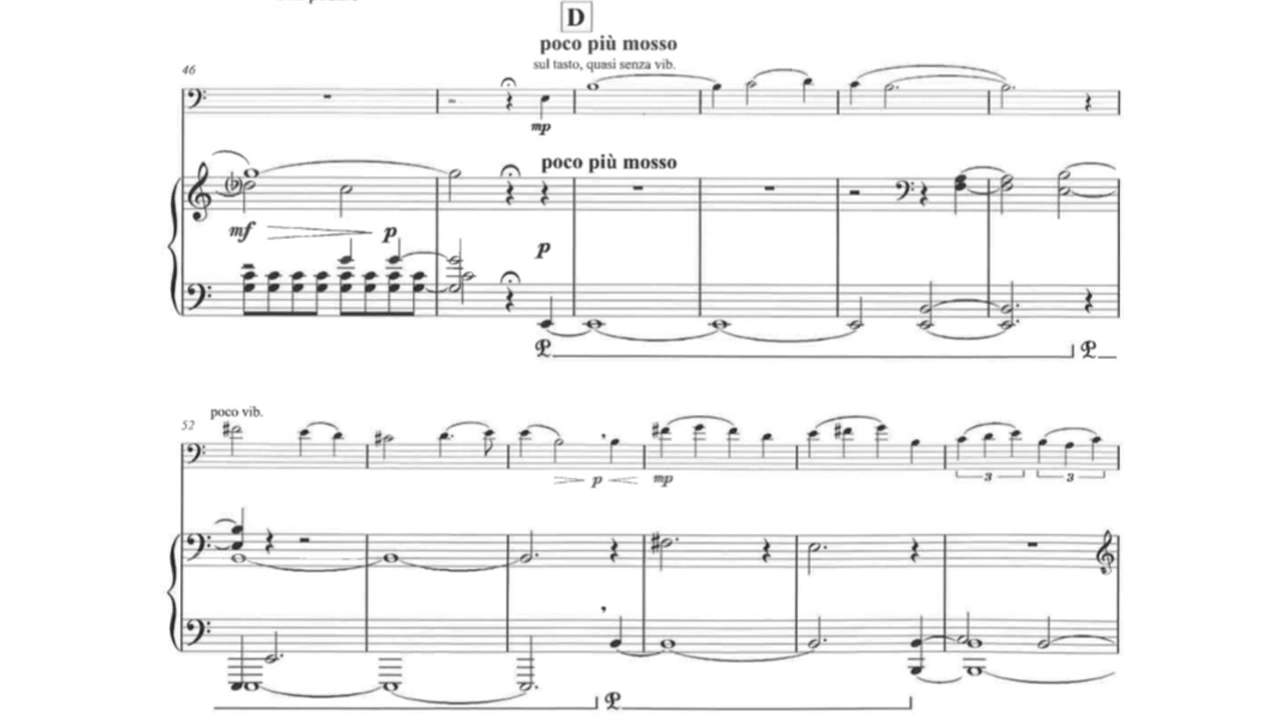 D
poco più mosso
sul tasto, quasi senza vib.
46
mp
poco più mosso
mf p
p
52
poco vib.
p mp
3 3